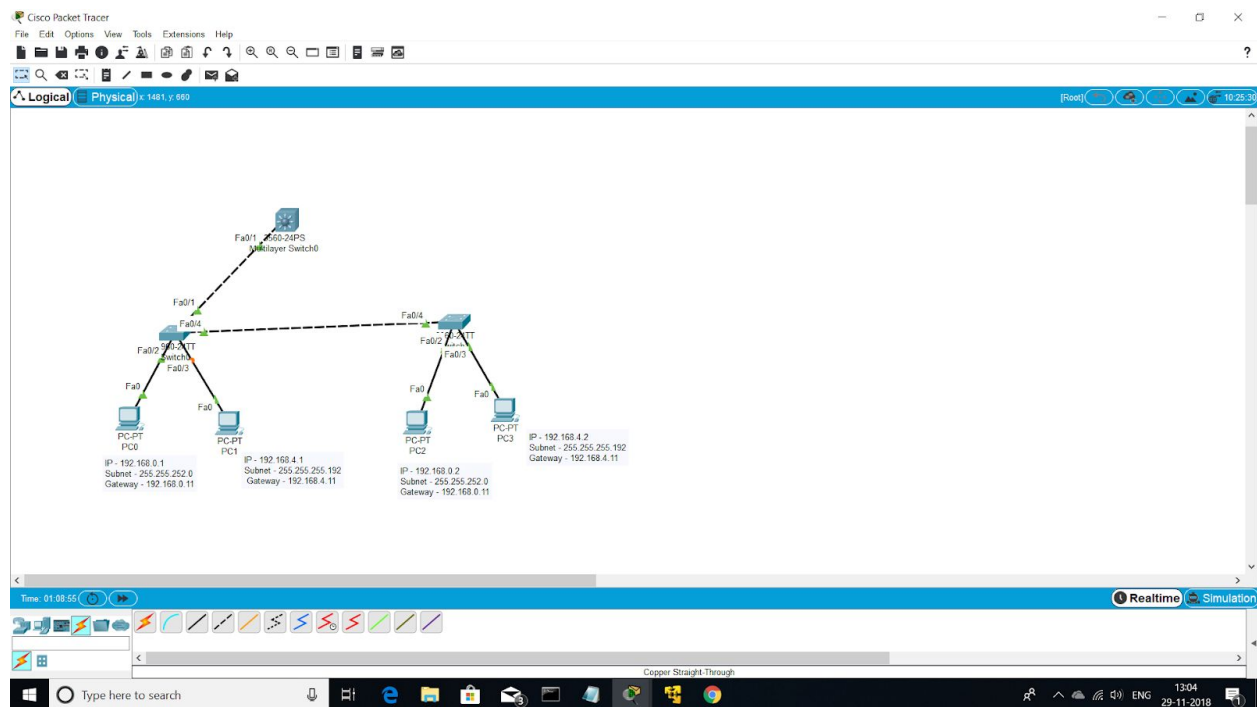 Cisco Packet Tracer
File Edit Options View Tools Extensions Help
?
Logical Physical x: 1481, y: 660 [Root] 10:25:30
Fa0/1 3560-24PS
Multilayer Switch0
Fa0/1
Fa0/4
Fa0/4
Fa0/2
Switch0
Fa0/3
Fa0/2
Fa0/3
Fa0
Fa0
Fa0
Fa0
PC-PT
PC0
PC-PT
PC1
PC-PT
PC2
PC-PT
PC3
IP - 192.168.0.1
Subnet - 255.255.252.0
Gateway - 192.168.0.11
IP - 192.168.4.1
Subnet - 255.255.255.192
Gateway - 192.168.4.11
IP - 192.168.0.2
Subnet - 255.255.252.0
Gateway - 192.168.0.11
IP - 192.168.4.2
Subnet - 255.255.255.192
Gateway - 192.168.4.11
Time: 01:08:55 Realtime Simulation
Copper Straight-Through
Type here to search
3
ENG
13:04
29-11-2018
1